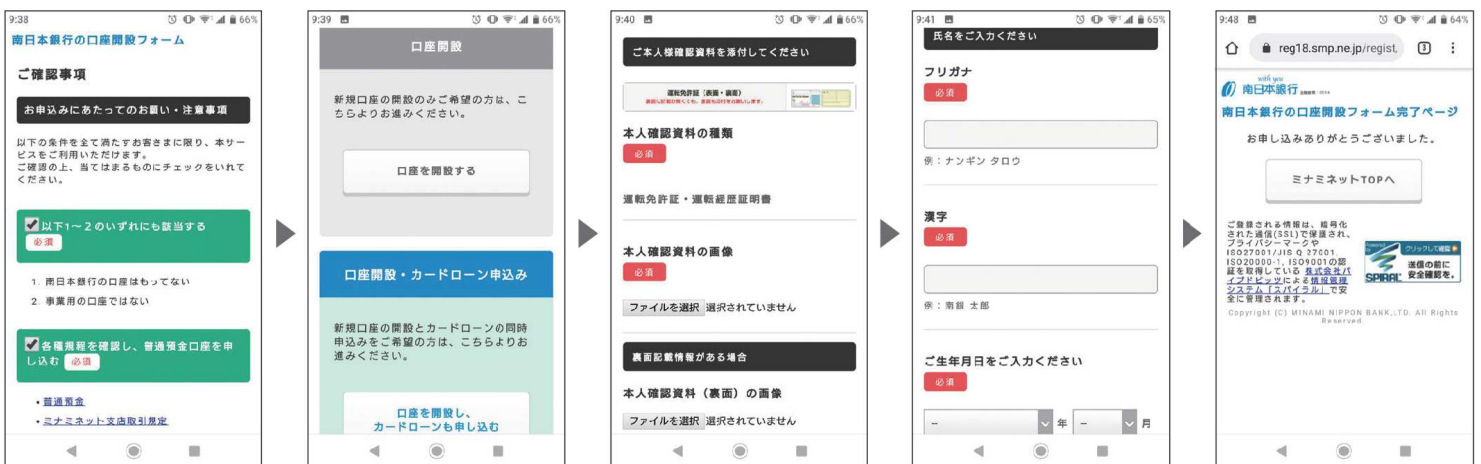 9:38
66%
南日本銀行の口座開設フォーム
ご確認事項
お申込みにあたってのお願い・注意事項
以下の条件を全て満たすお客さまに限り、本サー
ビスをご利用いただけます。
ご確認の上、当てはまるものにチェックをいれて
ください。
以下1〜2のいずれにも該当する
必須
1. 南日本銀行の口座はもってない
2. 事業用の口座ではない
各種規程を確認し、普通預金口座を申
し込む 必須
・普通預金
・ミナミネット支店取引規定
9:39
66%
口座開設
新規口座の開設のみご希望の方は、こ
ちらよりお進みください。
口座を開設する
口座開設・カードローン申込み
新規口座の開設とカードローンの同時
申込みをご希望の方は、こちらよりお
進みください。
口座を開設し、
カードローンも申し込む
9:40
66%
ご本人様確認資料を添付してください
運転免許証（表面・裏面）
本人確認資料の種類
必須
運転免許証・運転経歴証明書
本人確認資料の画像
必須
ファイルを選択 選択されていません
裏面記載情報がある場合
本人確認資料（裏面）の画像
ファイルを選択 選択されていません
9:41
65%
氏名をご入力ください
フリガナ
必須
例：ナンギン タロウ
漢字
必須
例：南銀 太郎
ご生年月日をご入力ください
必須
-- 年 -- 月
9:48
64%
reg18.smp.ne.jp/regist,
3
with you
南日本銀行
南日本銀行の口座開設フォーム完了ページ
お申し込みありがとうございました。
ミナミネットTOPへ
ご登録される情報は、暗号化
された通信(SSL)で保護され、
プライバシーマークや
ISO27001/JIS Q 27001,
ISO20000-1, ISO9001の認
証を取得している 株式会社パ
イプドビッツによる情報管理
システム「スパイラル」で安
全に管理されます。
Powered by
SPIRAL
クリックして確認
送信の前に
安全確認を。
Copyright (C) MINAMI NIPPON BANK,LTD. All Rights
Reserved.